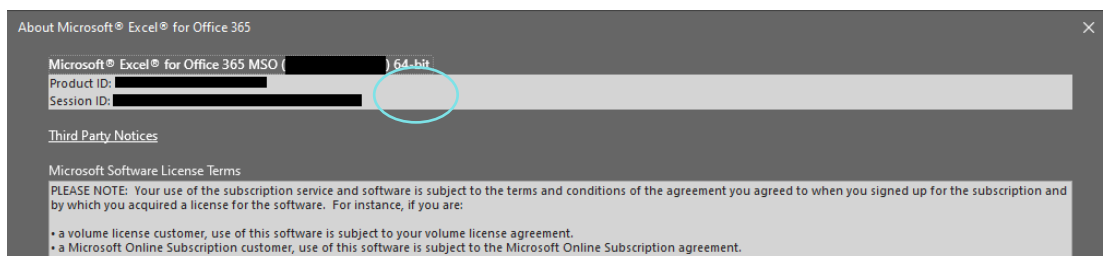 About Microsoft® Excel® for Office 365
Microsoft® Excel® for Office 365 MSO ( ) 64-bit
Product ID:
Session ID:
Third Party Notices
Microsoft Software License Terms
PLEASE NOTE:  Your use of the subscription service and software is subject to the terms and conditions of the agreement you agreed to when you signed up for the subscription and
by which you acquired a license for the software.  For instance, if you are:
• a volume license customer, use of this software is subject to your volume license agreement.
• a Microsoft Online Subscription customer, use of this software is subject to the Microsoft Online Subscription agreement.